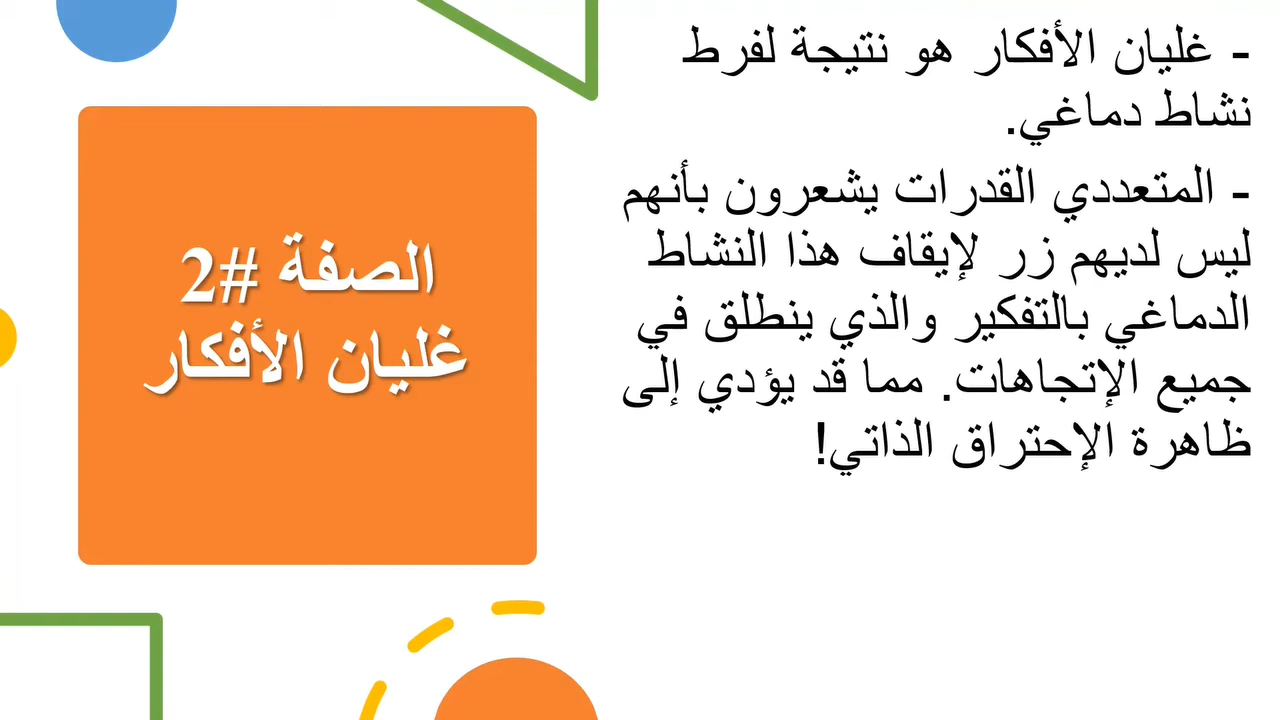 الصفة #2
غليان الأفكار
- غليان الأفكار هو نتيجة لفرط
نشاط دماغي.
- المتعددي القدرات يشعرون بأنهم
ليس لديهم زر لإيقاف هذا النشاط
الدماغي بالتفكير والذي ينطلق في
جميع الإتجاهات. مما قد يؤدي إلى
ظاهرة الإحتراق الذاتي!